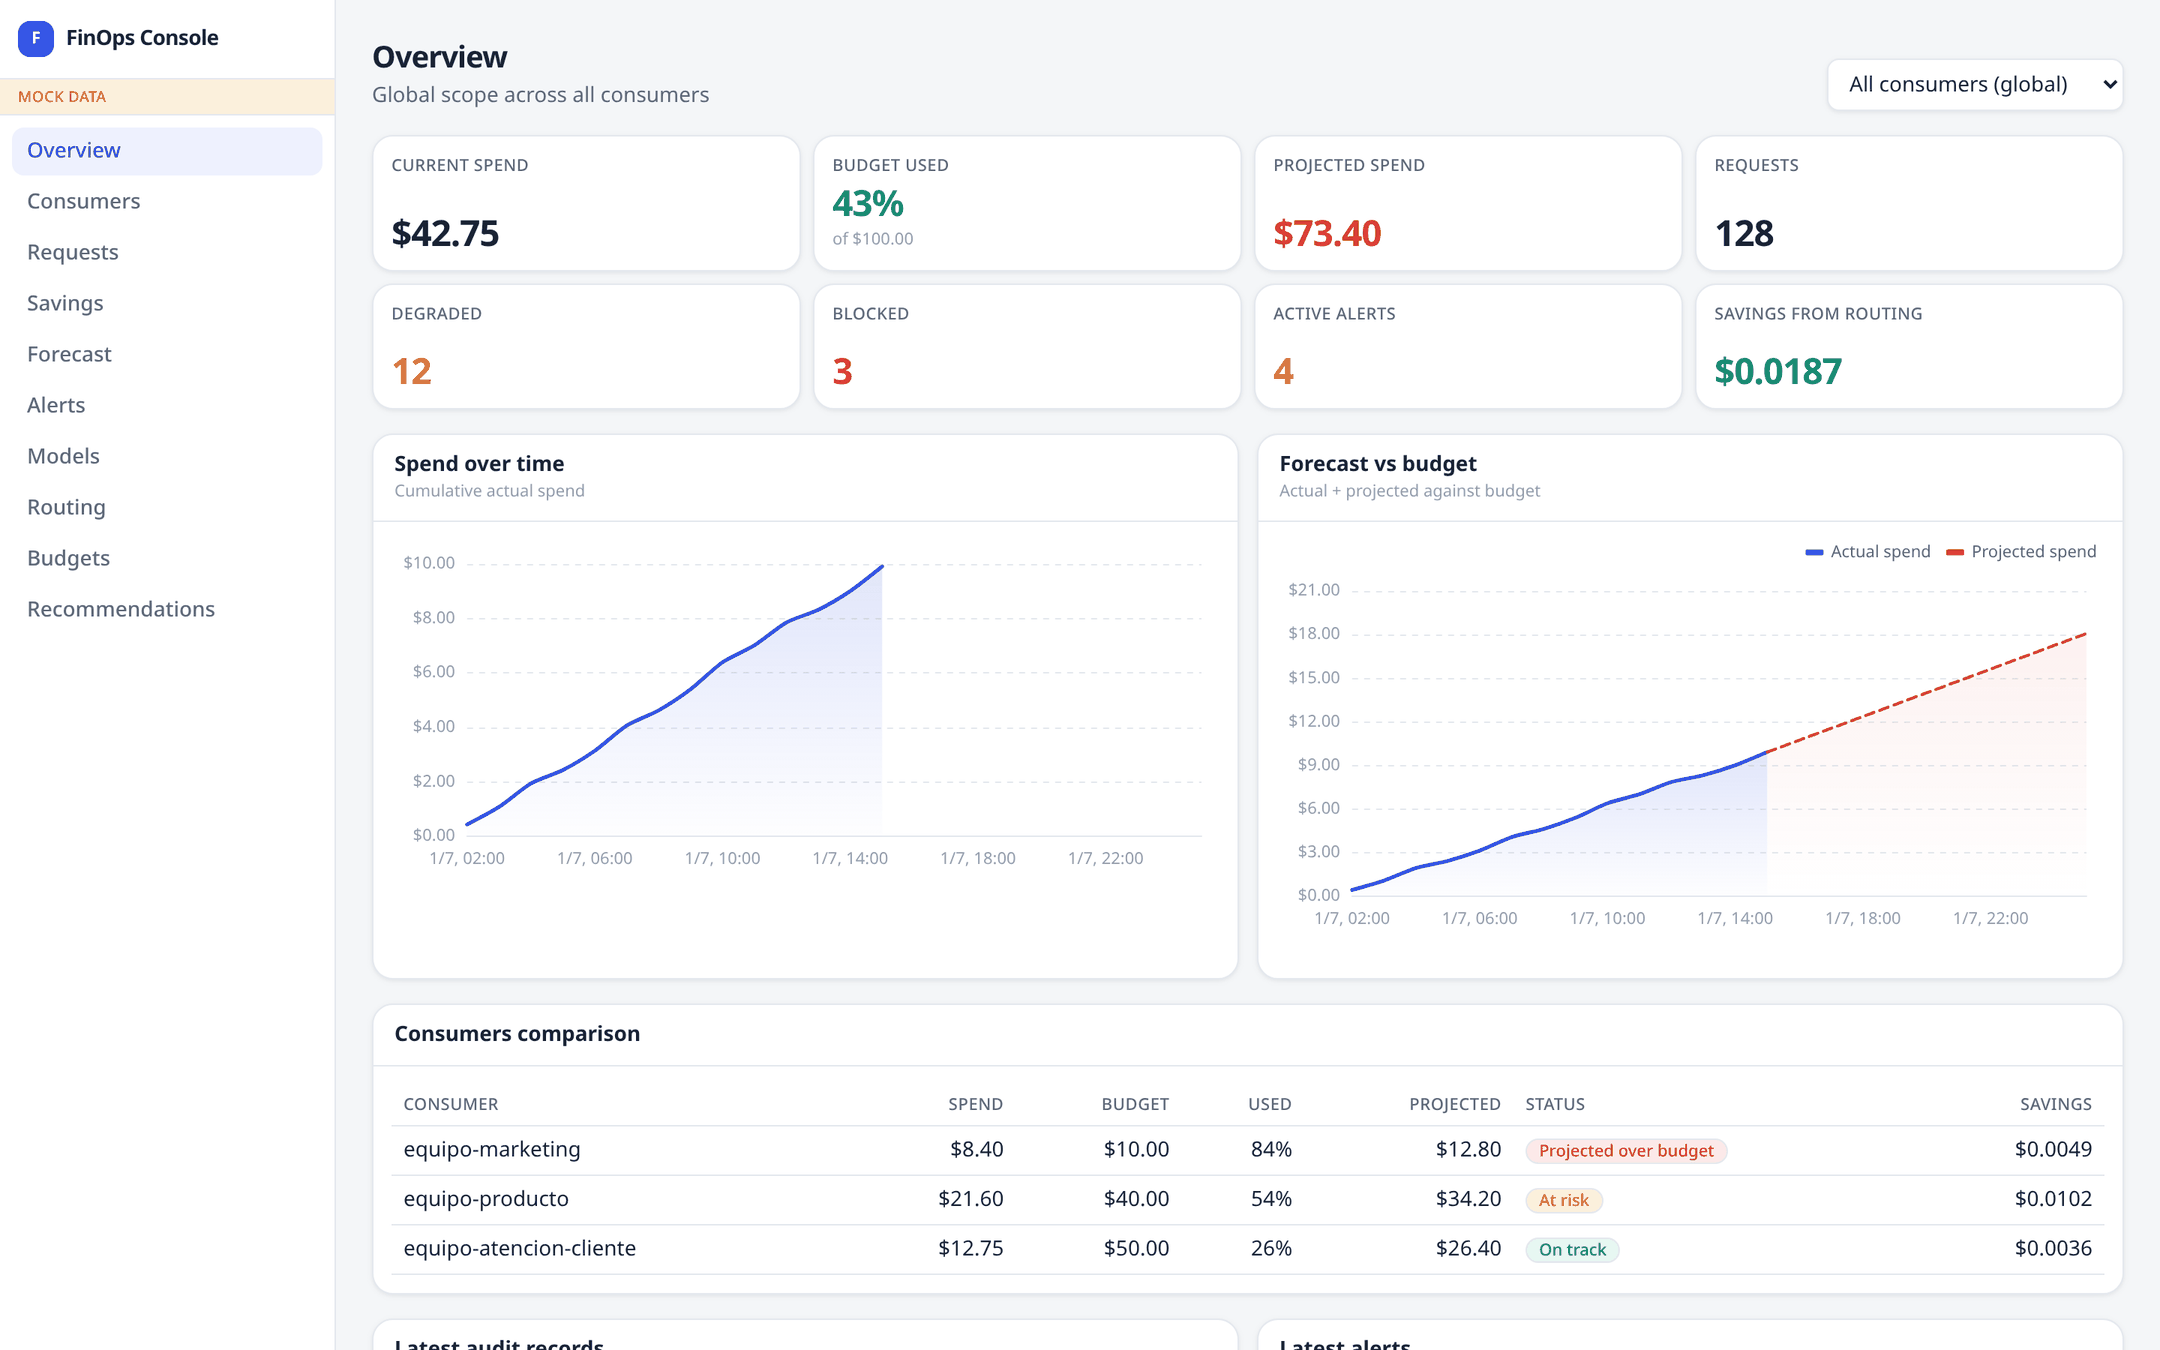 F FinOps Console
MOCK DATA
Overview
Consumers
Requests
Savings
Forecast
Alerts
Models
Routing
Budgets
Recommendations
Overview
Global scope across all consumers
All consumers (global)
CURRENT SPEND
$42.75
BUDGET USED
43%
of $100.00
PROJECTED SPEND
$73.40
REQUESTS
128
DEGRADED
12
BLOCKED
3
ACTIVE ALERTS
4
SAVINGS FROM ROUTING
$0.0187
Spend over time
Cumulative actual spend
$10.00
$8.00
$6.00
$4.00
$2.00
$0.00
1/7, 02:00 1/7, 06:00 1/7, 10:00 1/7, 14:00 1/7, 18:00 1/7, 22:00
Forecast vs budget
Actual + projected against budget
Actual spend Projected spend
$21.00
$18.00
$15.00
$12.00
$9.00
$6.00
$3.00
$0.00
1/7, 02:00 1/7, 06:00 1/7, 10:00 1/7, 14:00 1/7, 18:00 1/7, 22:00
Consumers comparison
CONSUMER SPEND BUDGET USED PROJECTED STATUS SAVINGS
equipo-marketing $8.40 $10.00 84% $12.80 Projected over budget $0.0049
equipo-producto $21.60 $40.00 54% $34.20 At risk $0.0102
equipo-atencion-cliente $12.75 $50.00 26% $26.40 On track $0.0036
Latest audit records
Latest alerts